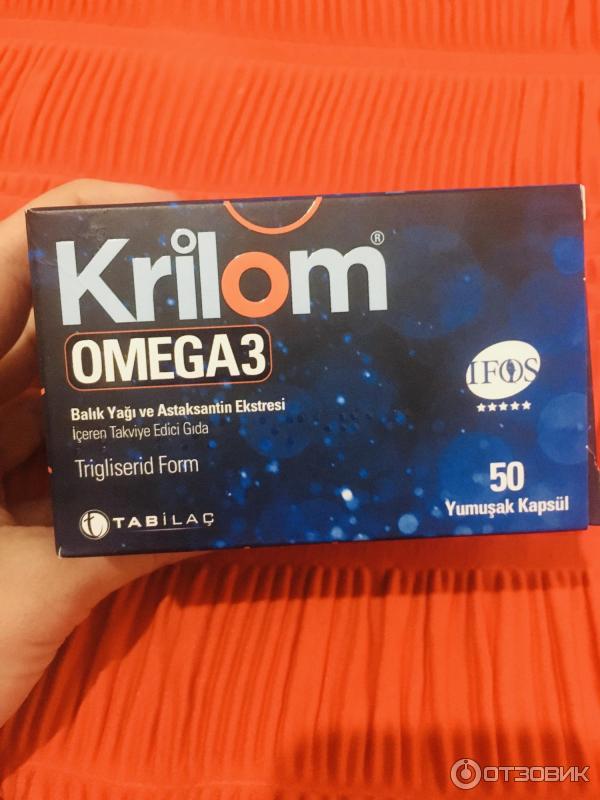 Krilom®
OMEGA3
Balık Yağı ve Astaksantin Ekstresi
İçeren Takviye Edici Gıda
Trigliserid Form
TABİLAÇ
IFOS
★★★★★
50
Yumuşak Kapsül
ОТЗОВИК